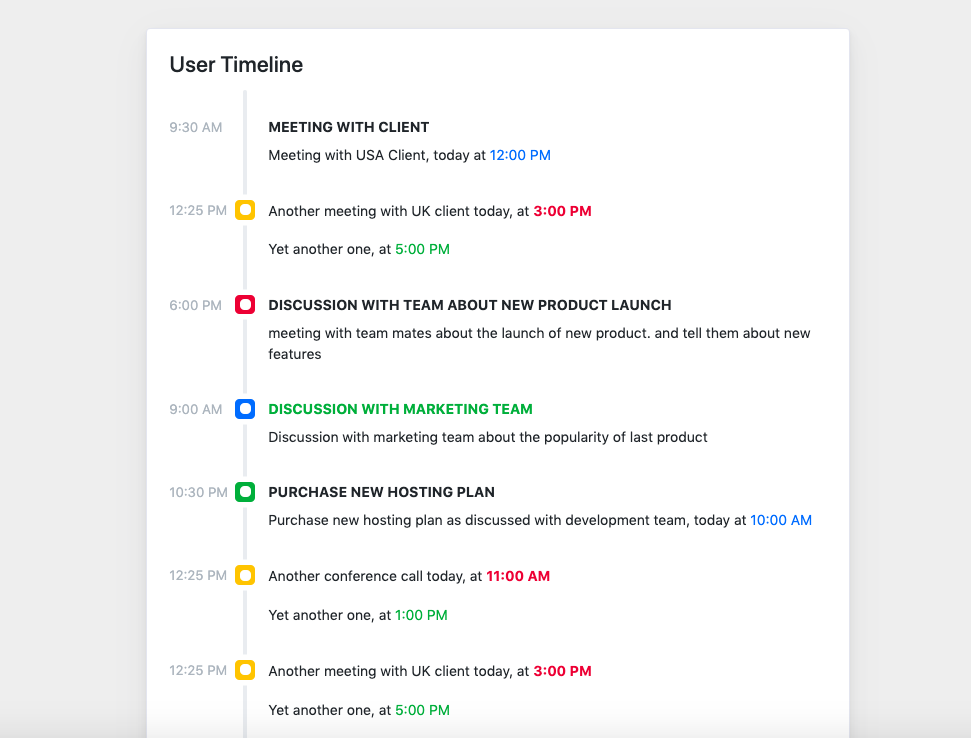 User Timeline
9:30 AM
MEETING WITH CLIENT
Meeting with USA Client, today at 12:00 PM
12:25 PM
Another meeting with UK client today, at 3:00 PM
Yet another one, at 5:00 PM
6:00 PM
DISCUSSION WITH TEAM ABOUT NEW PRODUCT LAUNCH
meeting with team mates about the launch of new product. and tell them about new
features
9:00 AM
DISCUSSION WITH MARKETING TEAM
Discussion with marketing team about the popularity of last product
10:30 PM
PURCHASE NEW HOSTING PLAN
Purchase new hosting plan as discussed with development team, today at 10:00 AM
12:25 PM
Another conference call today, at 11:00 AM
Yet another one, at 1:00 PM
12:25 PM
Another meeting with UK client today, at 3:00 PM
Yet another one, at 5:00 PM